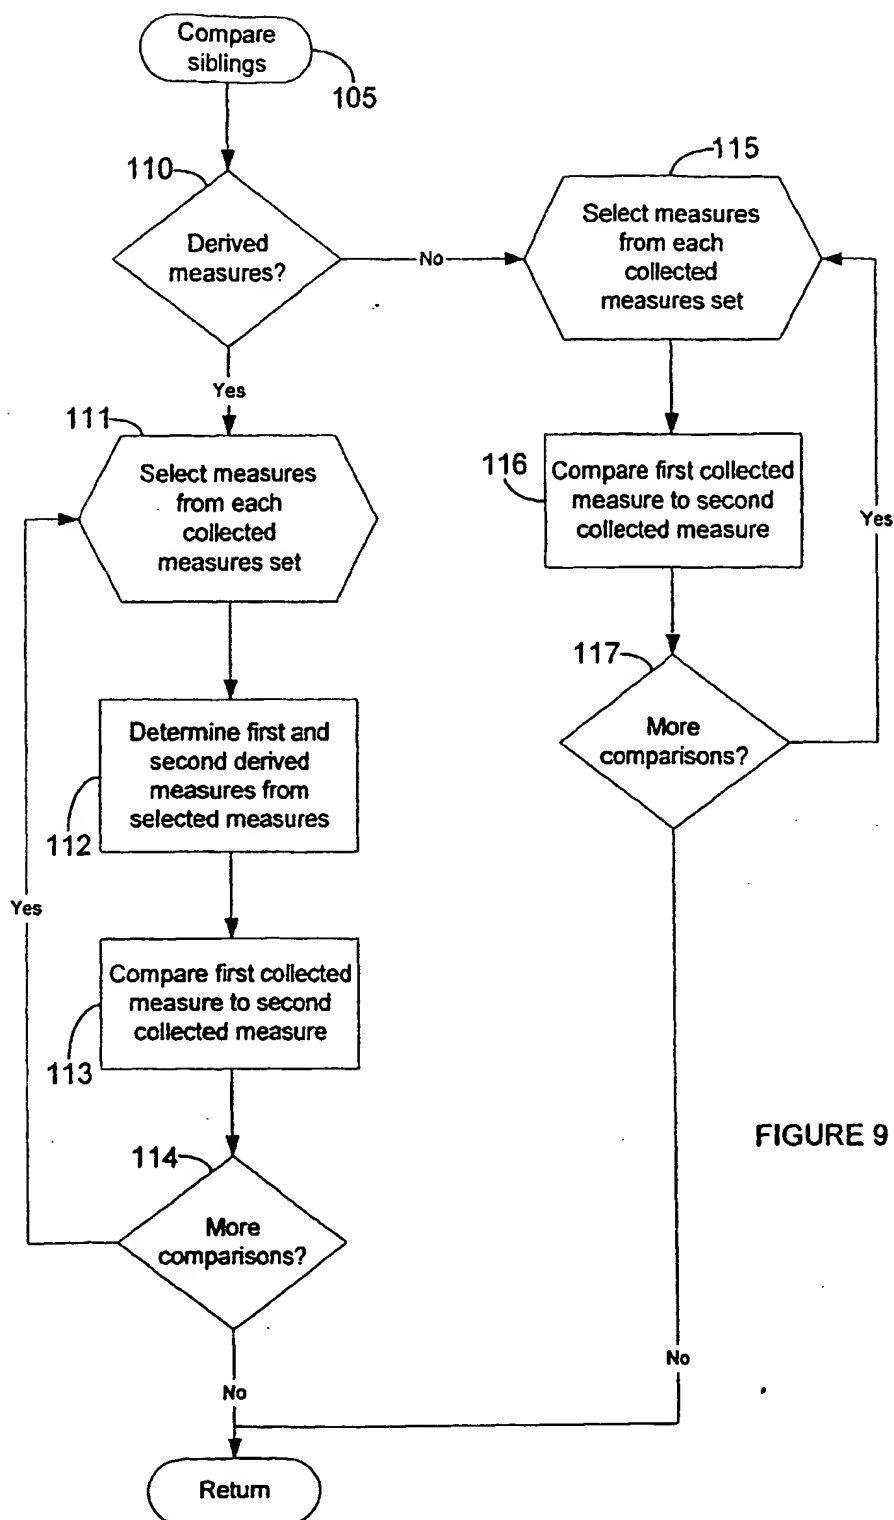 Compare
siblings
105
110
Derived
measures?
No
Yes
115
Select measures
from each
collected
measures set
116
Compare first collected
measure to second
collected measure
Yes
117
More
comparisons?
No
111
Select measures
from each
collected
measures set
Determine first and
second derived
measures from
selected measures
112
Yes
Compare first collected
measure to second
collected measure
113
114
More
comparisons?
No
Return
FIGURE 9